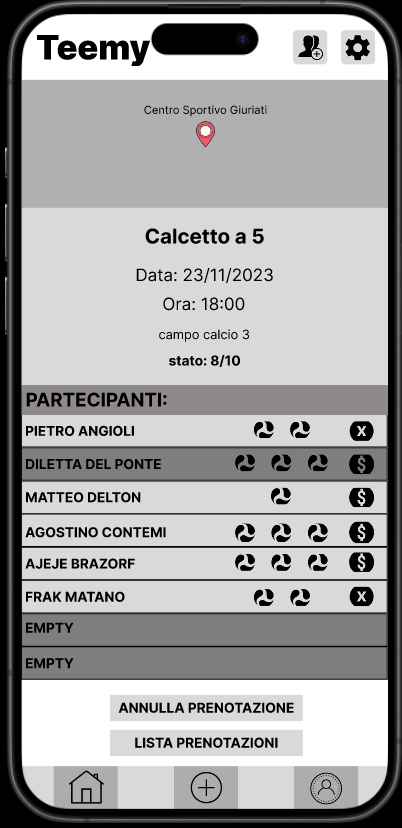 Teemy
Centro Sportivo Giuriati
Calcetto a 5
Data: 23/11/2023
Ora: 18:00
campo calcio 3
stato: 8/10
PARTECIPANTI:
PIETRO ANGIOLI X
DILETTA DEL PONTE $
MATTEO DELTON $
AGOSTINO CONTEMI $
AJEJE BRAZORF $
FRAK MATANO X
EMPTY
EMPTY
ANNULLA PRENOTAZIONE
LISTA PRENOTAZIONI